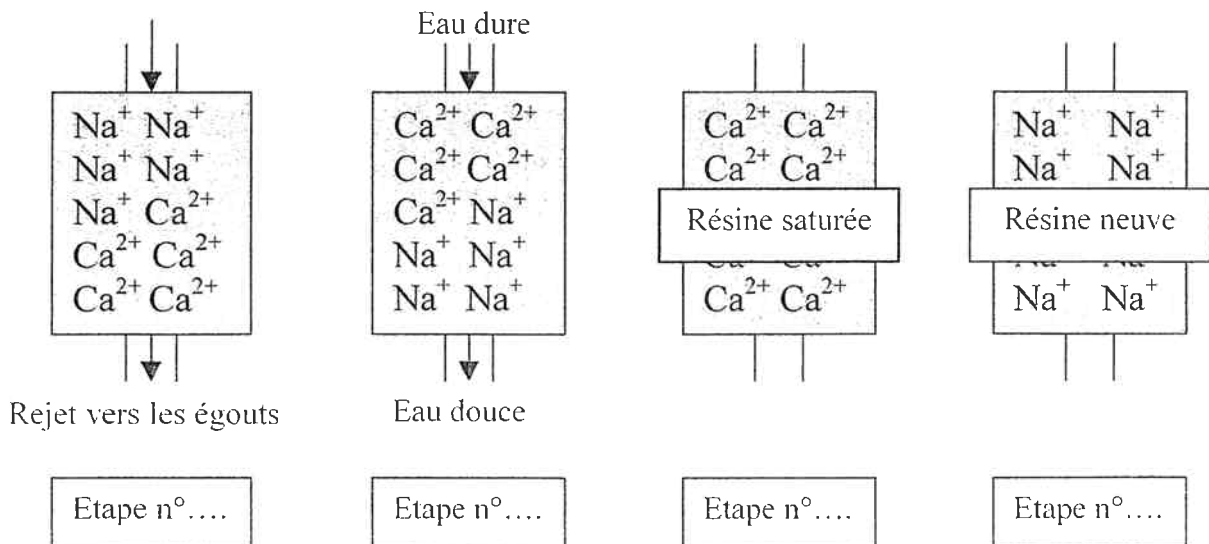 Eau dure
Na⁺ Na⁺
Na⁺ Na⁺
Na⁺ Ca²⁺
Ca²⁺ Ca²⁺
Ca²⁺ Ca²⁺
Rejet vers les égouts
Etape n°....
Ca²⁺ Ca²⁺
Ca²⁺ Ca²⁺
Ca²⁺ Na⁺
Na⁺ Na⁺
Na⁺ Na⁺
Eau douce
Etape n°....
Ca²⁺ Ca²⁺
Ca²⁺ Ca²⁺
Résine saturée
Ca²⁺ Ca²⁺
Etape n°....
Na⁺ Na⁺
Na⁺ Na⁺
Résine neuve
Na⁺ Na⁺
Etape n°....